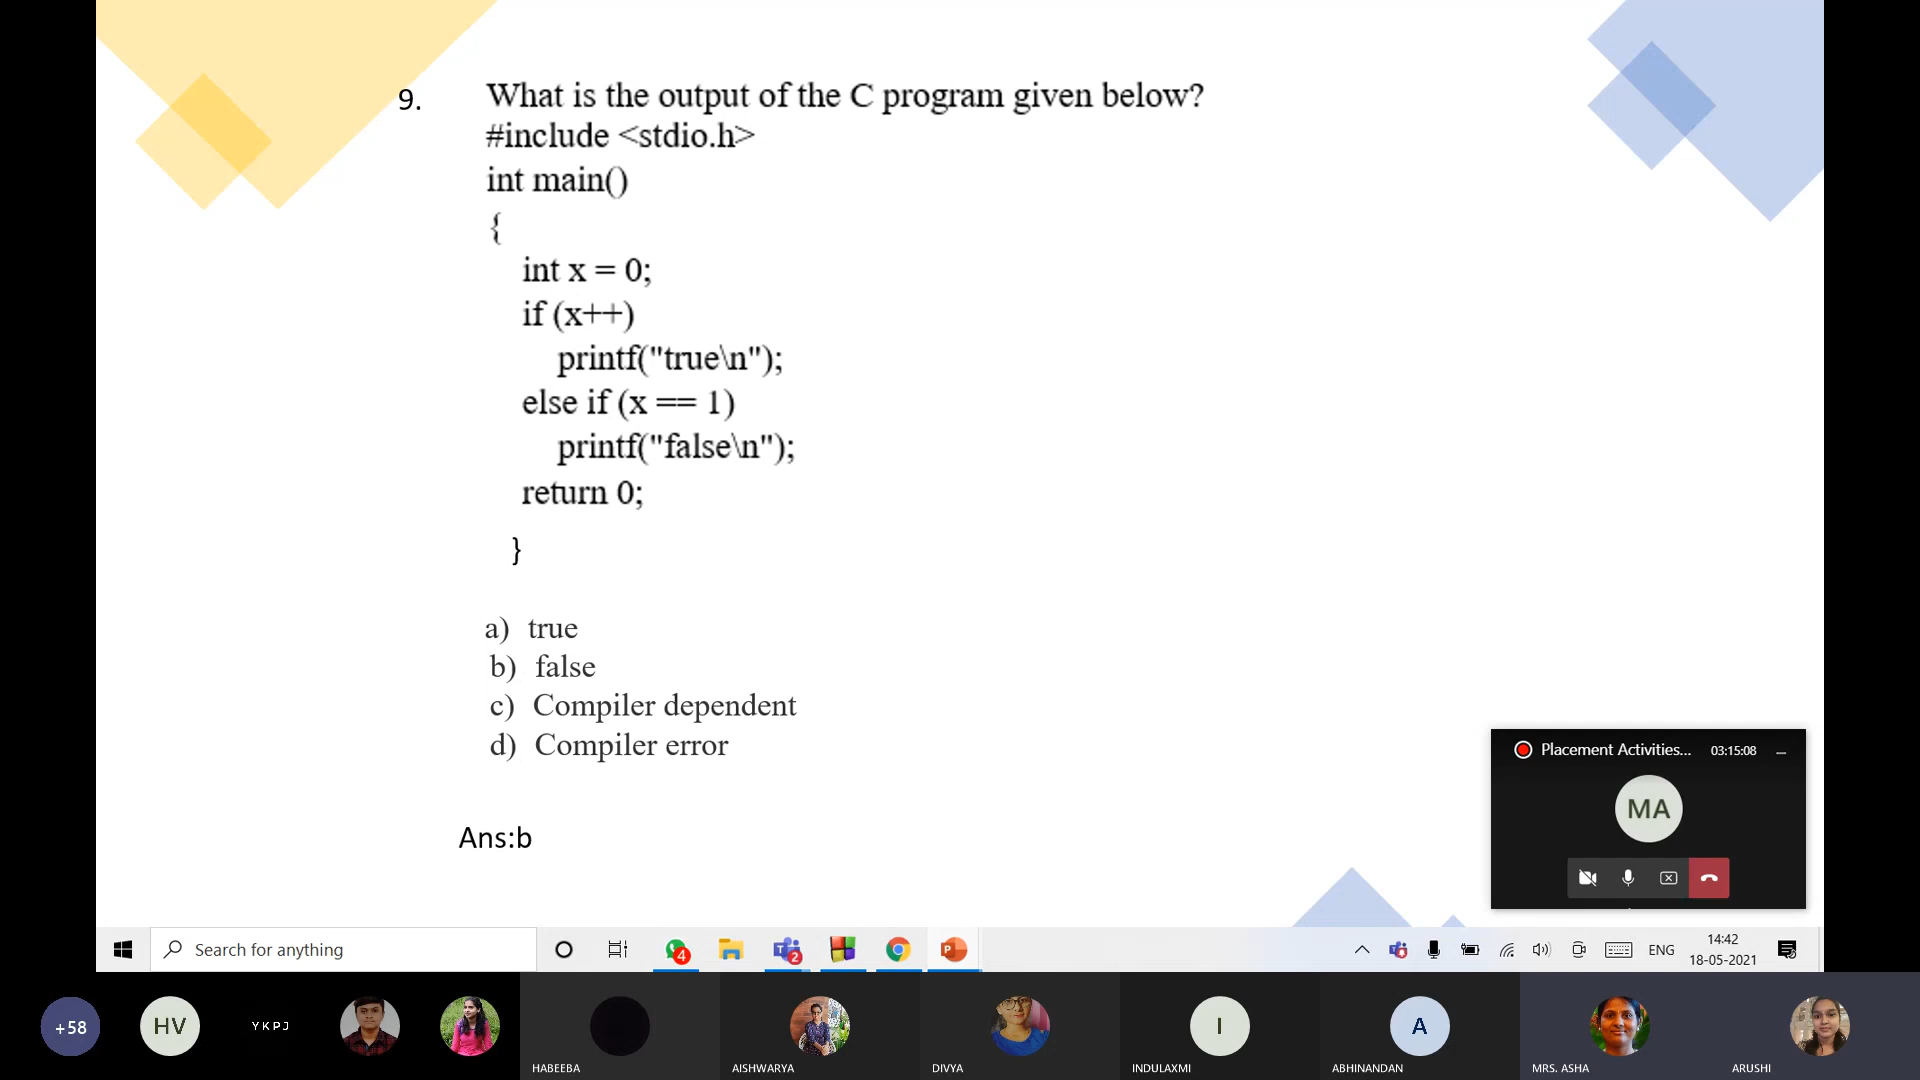 9.
What is the output of the C program given below?
#include <stdio.h>
int main()
{
int x = 0;
if (x++)
printf("true\n");
else if (x == 1)
printf("false\n");
return 0;
}
a) true
b) false
c) Compiler dependent
d) Compiler error
Ans:b
Placement Activities... 03:15:08
MA
Search for anything
4
2
ENG
14:42
18-05-2021
+58
HV
YKPJ
I
A
HABEEBA
AISHWARYA
DIVYA
INDULAXMI
ABHINANDAN
MRS. ASHA
ARUSHI